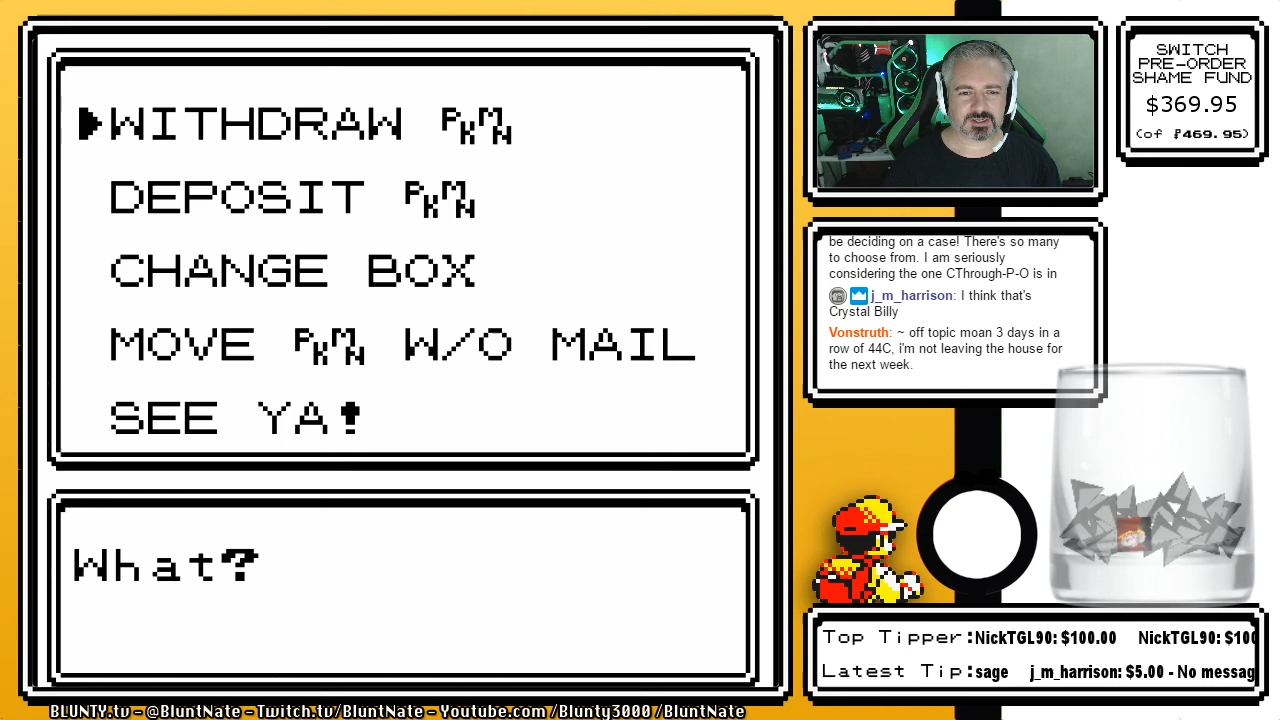 WITHDRAW PKMN
DEPOSIT PKMN
CHANGE BOX
MOVE PKMN W/O MAIL
SEE YA!
What?
SWITCH
PRE-ORDER
SHAME FUND
$369.95
(of $469.95)
be deciding on a case! There's so many
to choose from. I am seriously
considering the one CThrough-P-O is in
j_m_harrison: I think that's
Crystal Billy
Vonstruth: ~ off topic moan 3 days in a
row of 44C, i'm not leaving the house for
the next week.
Top Tipper: NickTGL90: $100.00 NickTGL90: $100
Latest Tip: sage j_m_harrison: $5.00 - No messag
BLUNTY.tv - @BluntNate - Twitch.tv/BluntNate - Youtube.com /Blunty3000 /BluntNate